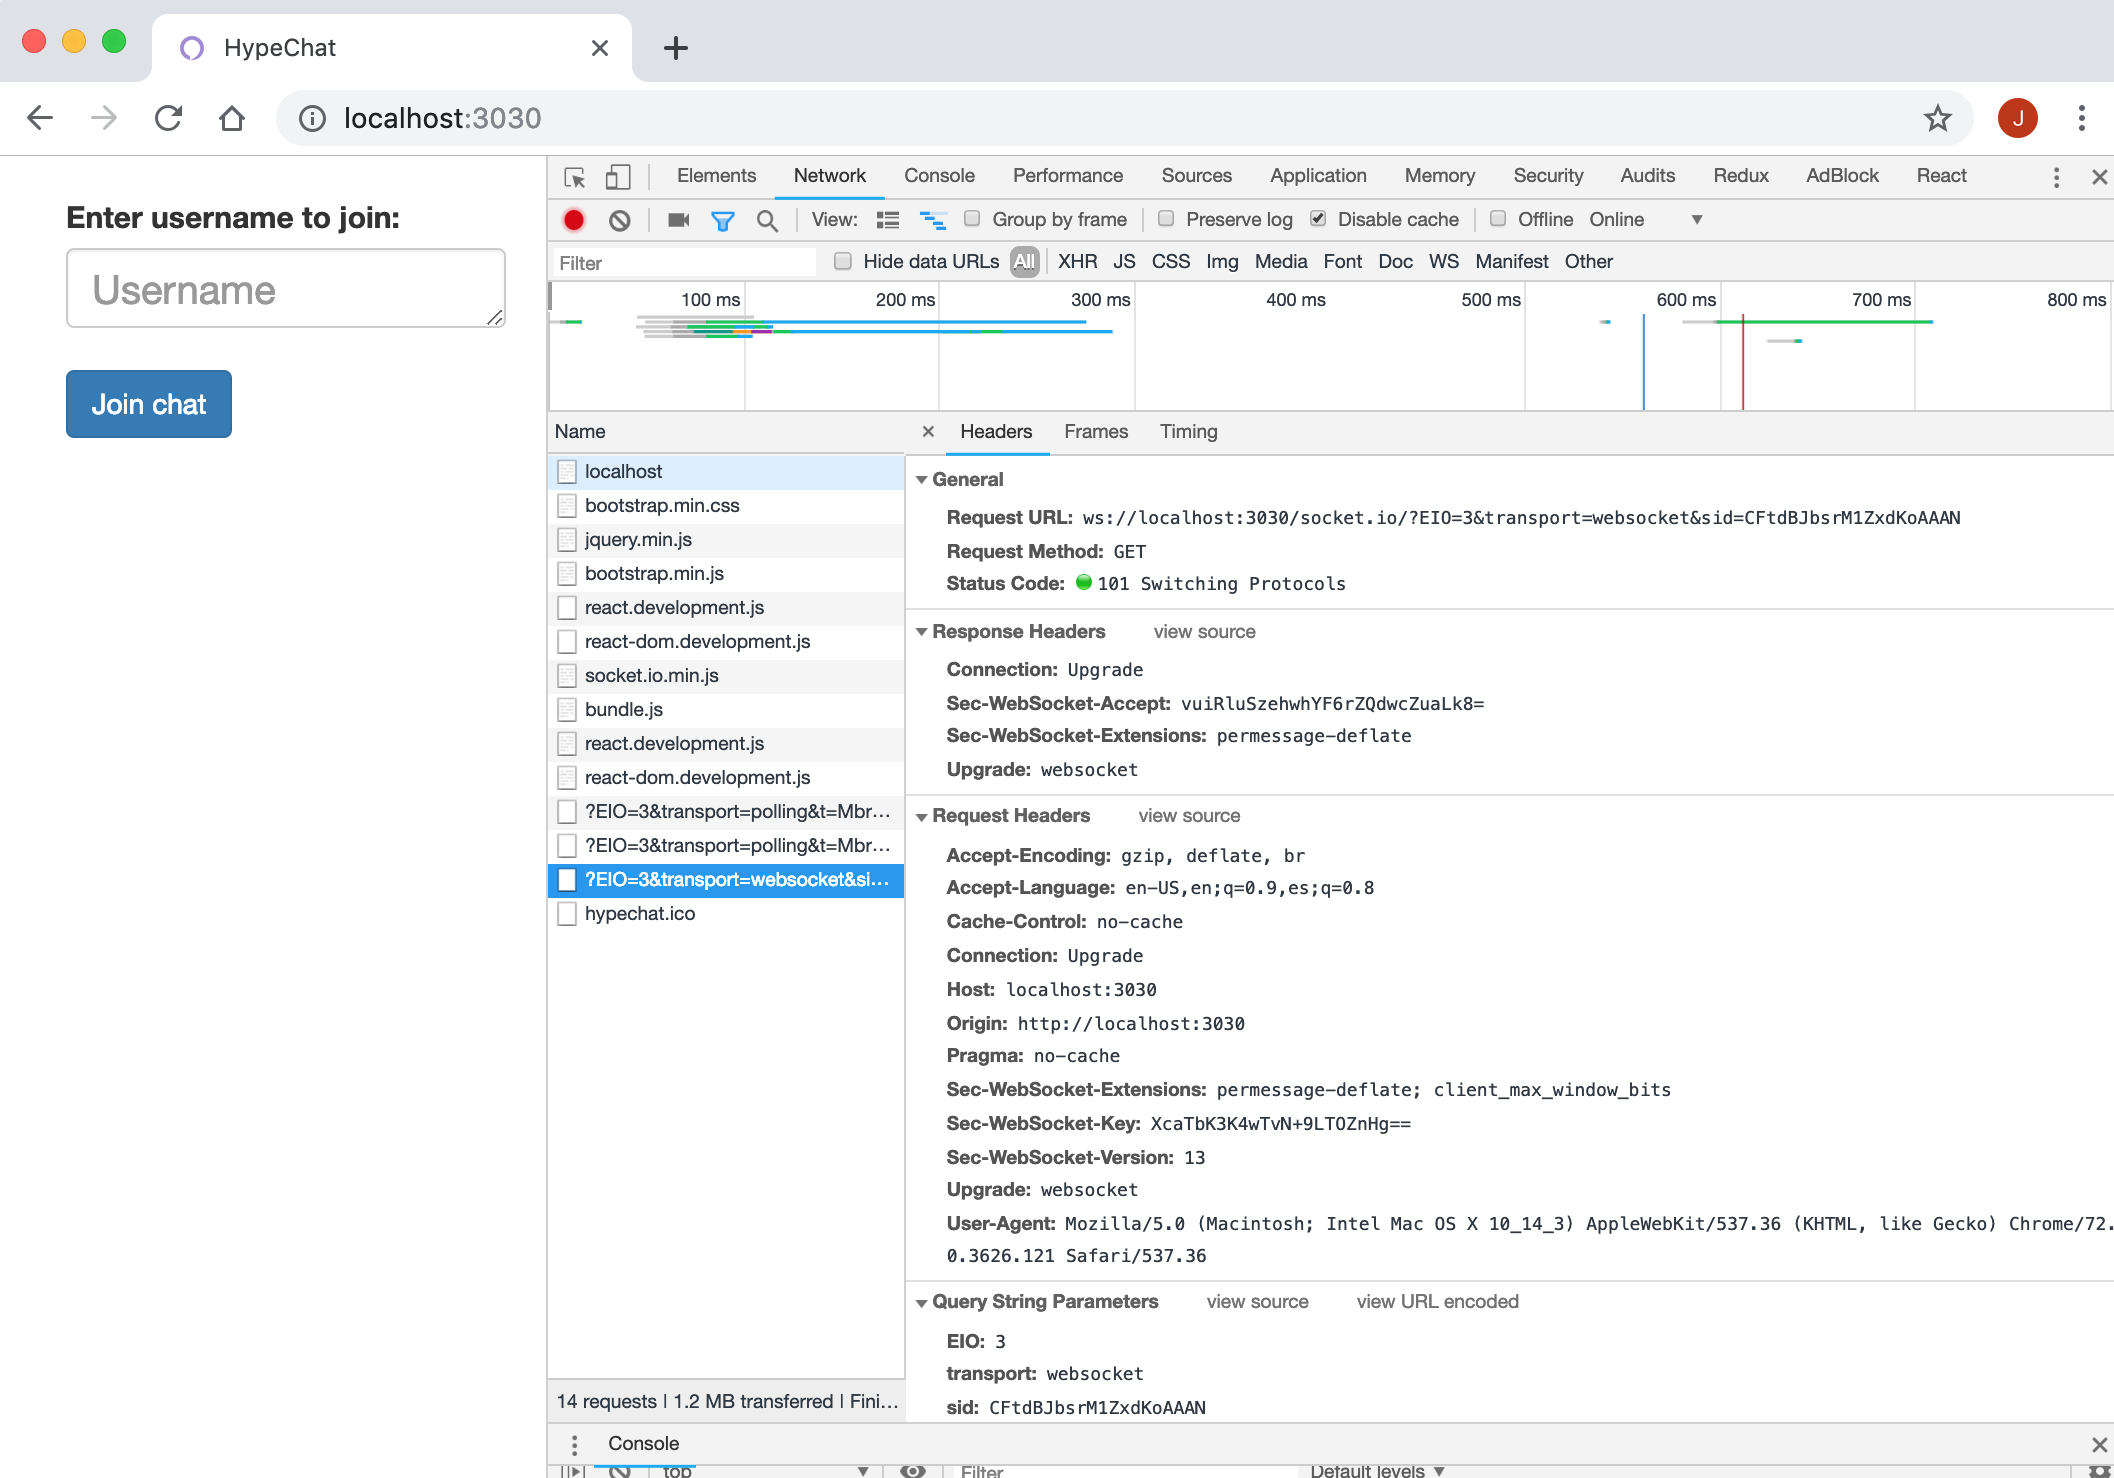 HypeChat
localhost:3030
J
Enter username to join:
Username
Join chat
Elements Network Console Performance Sources Application Memory Security Audits Redux AdBlock React
View: Group by frame Preserve log Disable cache Offline Online
Filter Hide data URLs All XHR JS CSS Img Media Font Doc WS Manifest Other
100 ms 200 ms 300 ms 400 ms 500 ms 600 ms 700 ms 800 ms
Name
localhost
bootstrap.min.css
jquery.min.js
bootstrap.min.js
react.development.js
react-dom.development.js
socket.io.min.js
bundle.js
react.development.js
react-dom.development.js
?EIO=3&transport=polling&t=Mbr...
?EIO=3&transport=polling&t=Mbr...
?EIO=3&transport=websocket&si...
hypechat.ico
14 requests | 1.2 MB transferred | Fini...
Headers Frames Timing
General
Request URL: ws://localhost:3030/socket.io/?EIO=3&transport=websocket&sid=CFtdBJbsrM1ZxdKoAAAN
Request Method: GET
Status Code: 101 Switching Protocols
Response Headers view source
Connection: Upgrade
Sec-WebSocket-Accept: vuiRluSzehwhYF6rZQdwcZuaLk8=
Sec-WebSocket-Extensions: permessage-deflate
Upgrade: websocket
Request Headers view source
Accept-Encoding: gzip, deflate, br
Accept-Language: en-US,en;q=0.9,es;q=0.8
Cache-Control: no-cache
Connection: Upgrade
Host: localhost:3030
Origin: http://localhost:3030
Pragma: no-cache
Sec-WebSocket-Extensions: permessage-deflate; client_max_window_bits
Sec-WebSocket-Key: XcaTbK3K4wTvN+9LTOZnHg==
Sec-WebSocket-Version: 13
Upgrade: websocket
User-Agent: Mozilla/5.0 (Macintosh; Intel Mac OS X 10_14_3) AppleWebKit/537.36 (KHTML, like Gecko) Chrome/72.
0.3626.121 Safari/537.36
Query String Parameters view source view URL encoded
EIO: 3
transport: websocket
sid: CFtdBJbsrM1ZxdKoAAAN
Console
top Filter Default levels